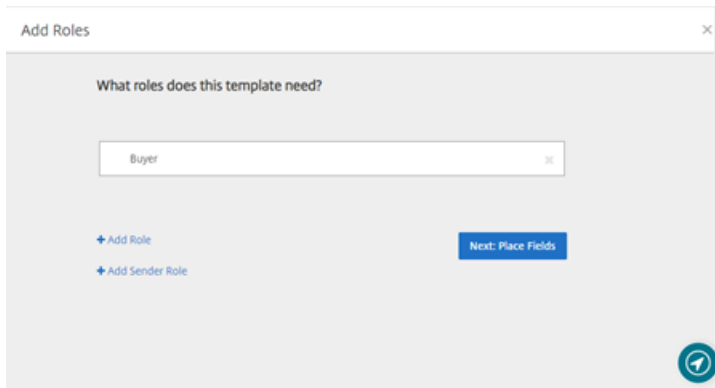 Add Roles
What roles does this template need?
Buyer
+ Add Role
Next: Place Fields
+ Add Sender Role